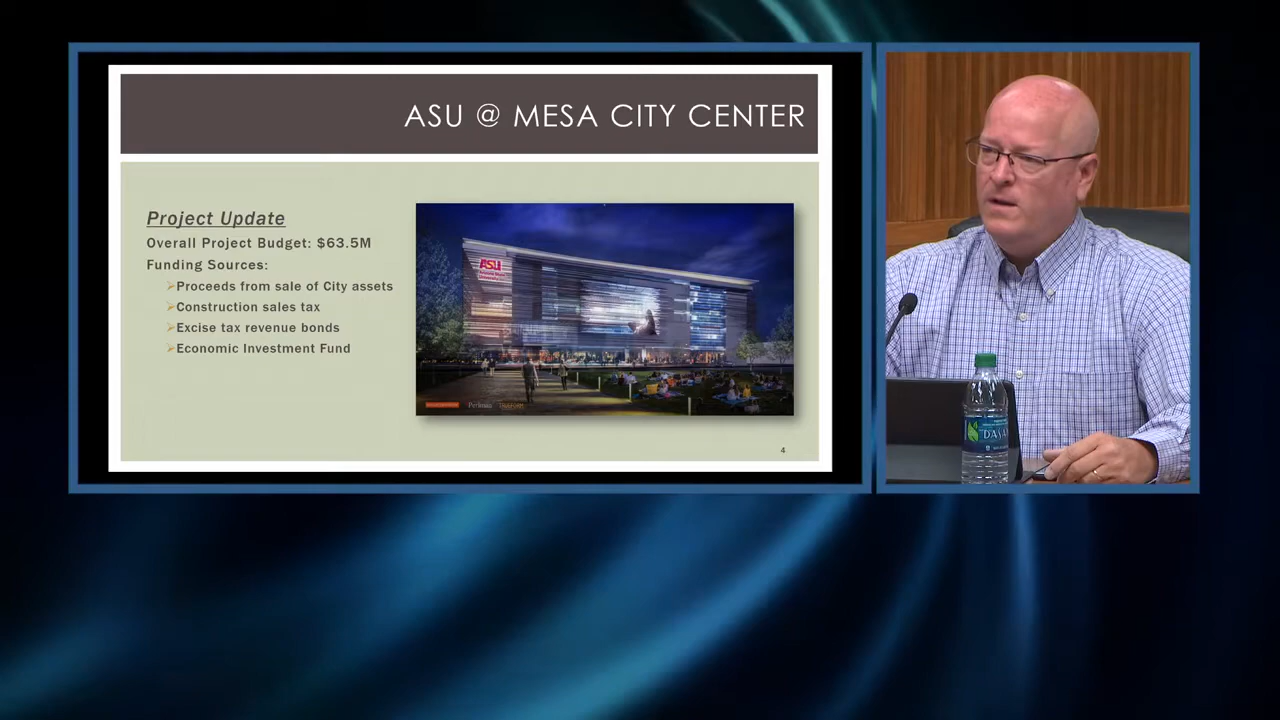 ASU @ MESA CITY CENTER
Project Update
Overall Project Budget: $63.5M
Funding Sources:
➢Proceeds from sale of City assets
➢Construction sales tax
➢Excise tax revenue bonds
➢Economic Investment Fund
ASU
4
DASA